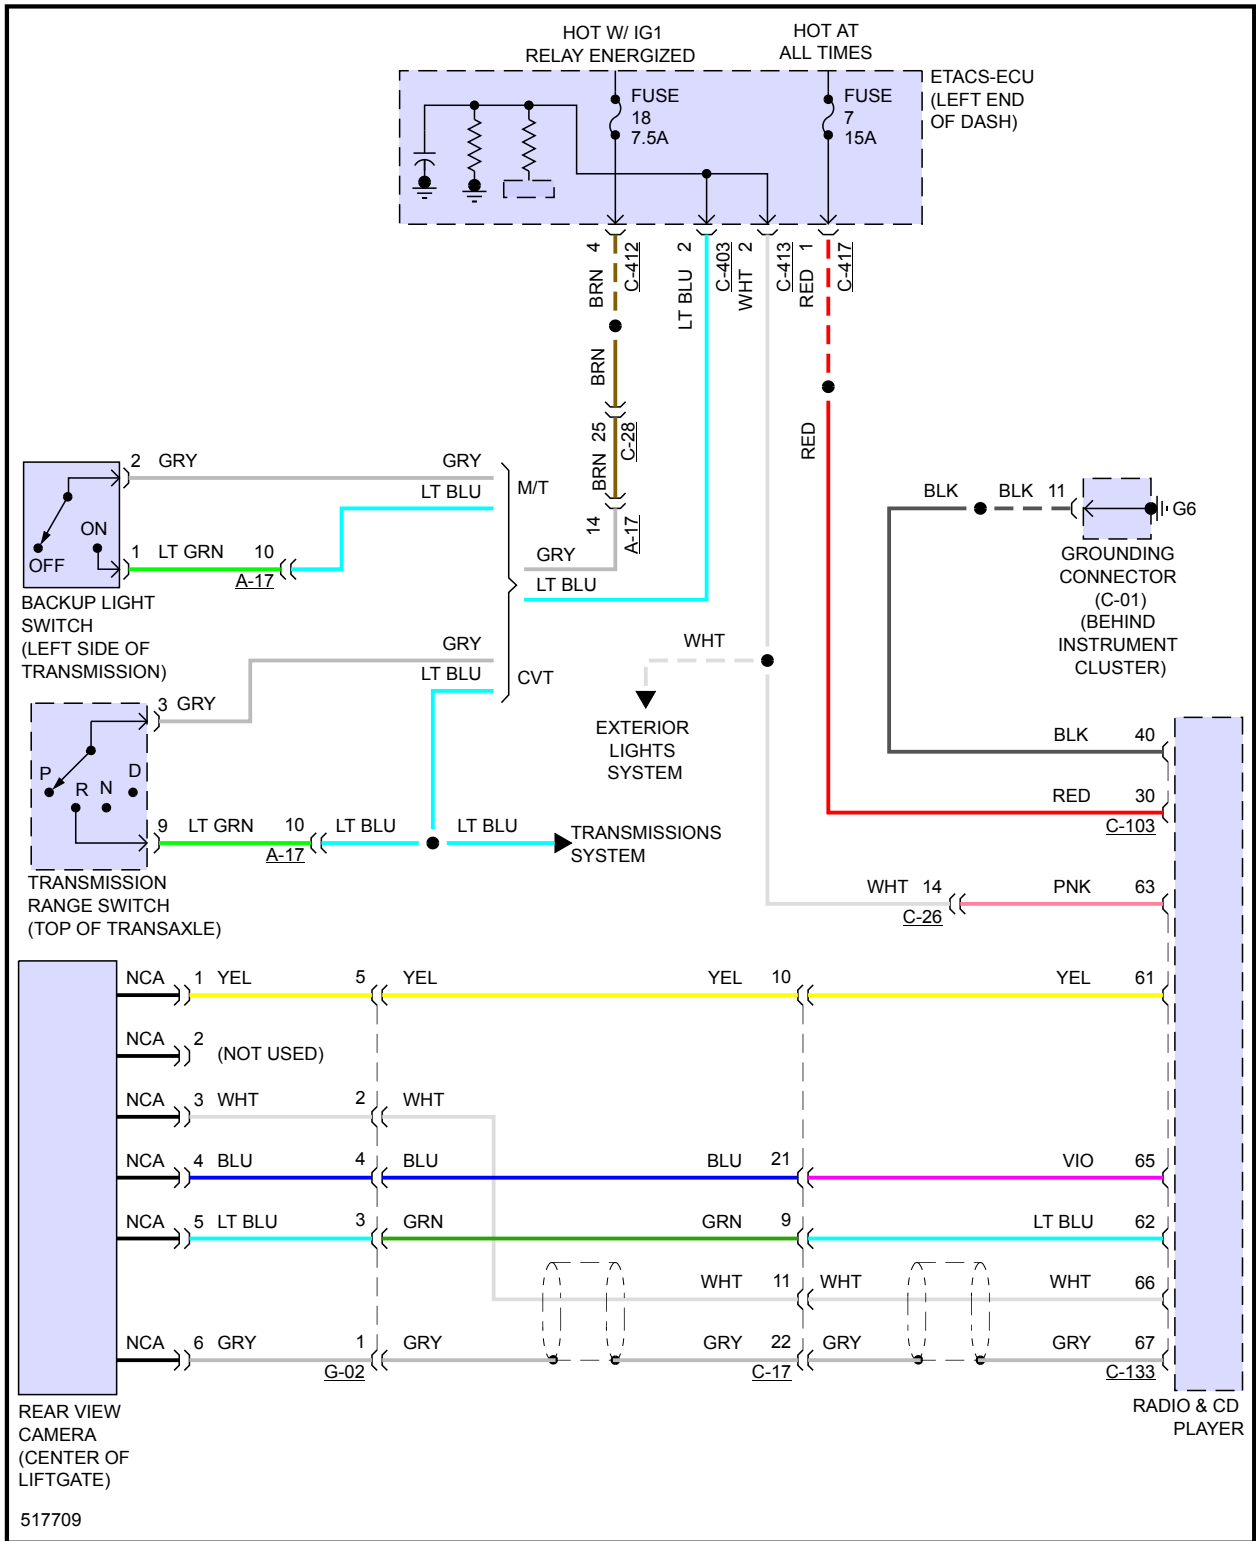 HOT W/ IG1
RELAY ENERGIZED
HOT AT
ALL TIMES
ETACS-ECU
(LEFT END
OF DASH)
FUSE
18
7.5A
FUSE
7
15A
4
C-412
BRN
2
C-403
LT BLU
2
C-413
WHT
1
C-417
RED
BRN
25
C-28
BRN
14
A-17
RED
2
GRY
GRY
LT BLU
M/T
ON
OFF
1
LT GRN
10
A-17
BACKUP LIGHT
SWITCH
(LEFT SIDE OF
TRANSMISSION)
GRY
LT BLU
BLK
BLK
11
G6
GROUNDING
CONNECTOR
(C-01)
(BEHIND
INSTRUMENT
CLUSTER)
GRY
LT BLU
CVT
WHT
EXTERIOR
LIGHTS
SYSTEM
3
GRY
P
R
N
D
9
LT GRN
10
A-17
LT BLU
LT BLU
TRANSMISSIONS
SYSTEM
TRANSMISSION
RANGE SWITCH
(TOP OF TRANSAXLE)
BLK
40
RED
30
C-103
WHT
14
C-26
PNK
63
NCA
1
YEL
5
YEL
YEL
10
YEL
61
NCA
2
(NOT USED)
NCA
3
WHT
2
WHT
NCA
4
BLU
4
BLU
BLU
21
VIO
65
NCA
5
LT BLU
3
GRN
GRN
9
LT BLU
62
WHT
11
WHT
WHT
66
NCA
6
GRY
1
G-02
GRY
GRY
22
C-17
GRY
GRY
67
C-133
REAR VIEW
CAMERA
(CENTER OF
LIFTGATE)
RADIO & CD
PLAYER
517709